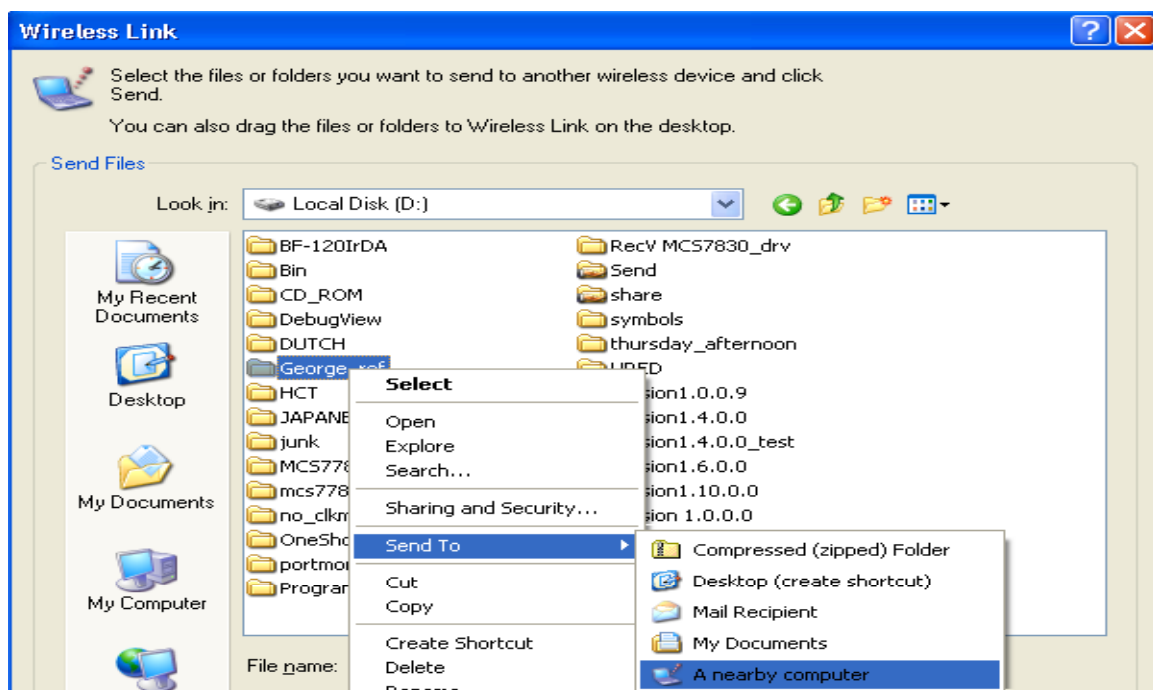 Wireless Link
Select the files or folders you want to send to another wireless device and click
Send.
You can also drag the files or folders to Wireless Link on the desktop.
Send Files
Look in:
Local Disk (D:)
My Recent
Documents
Desktop
My Documents
My Computer
BF-120IrDA
Bin
CD_ROM
DebugView
DUTCH
George_ref
HCT
JAPANE
junk
MCS778
mcs778
no_clkm
OneSho
portmon
Program
RecV MCS7830_drv
Send
share
symbols
thursday_afternoon
sion1.0.0.9
sion1.4.0.0
sion1.4.0.0_test
sion1.6.0.0
sion1.10.0.0
sion 1.0.0.0
Select
Open
Explore
Search...
Sharing and Security...
Send To
Cut
Copy
Create Shortcut
Delete
Rename
Compressed (zipped) Folder
Desktop (create shortcut)
Mail Recipient
My Documents
A nearby computer
File name: